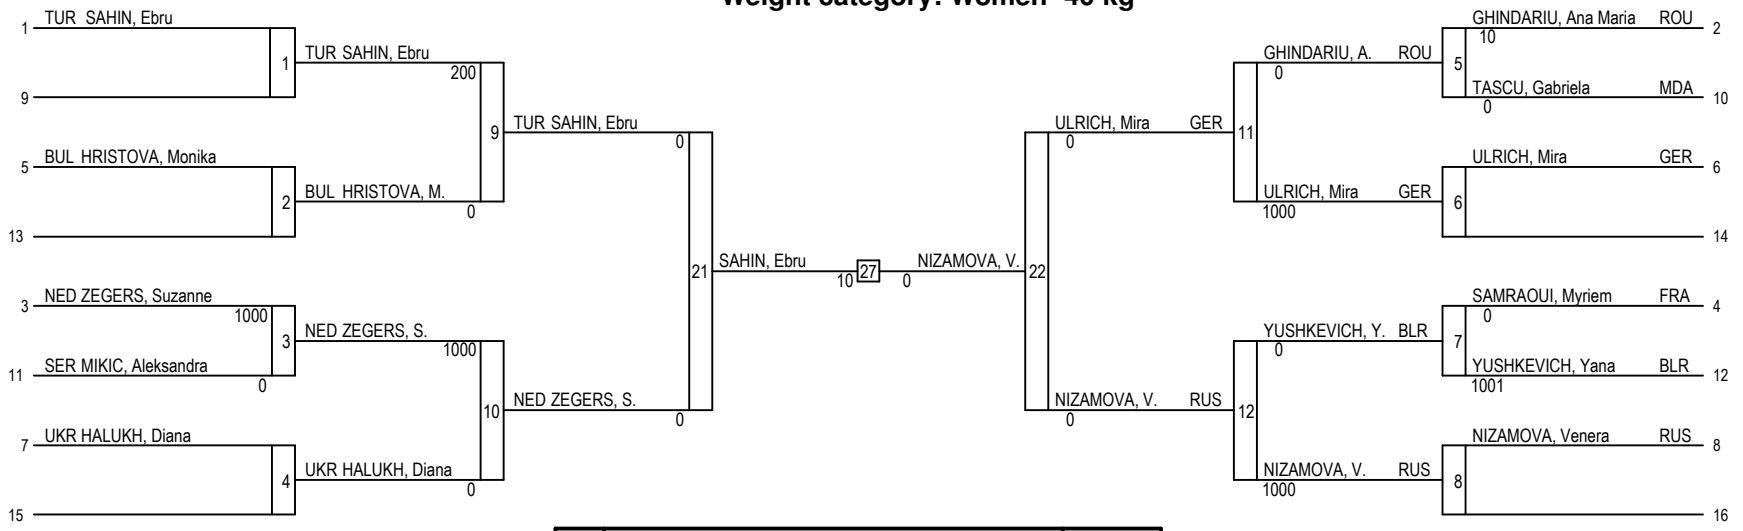 Weight category: Women -48 kg
1 TUR SAHIN, Ebru
1
TUR SAHIN, Ebru
200
9
9
TUR SAHIN, Ebru
0
5 BUL HRISTOVA, Monika
2
BUL HRISTOVA, M.
0
13
21
SAHIN, Ebru
10
27
3 NED ZEGERS, Suzanne
1000
3
NED ZEGERS, S.
1000
11 SER MIKIC, Aleksandra
0
10
NED ZEGERS, S.
0
7 UKR HALUKH, Diana
4
UKR HALUKH, Diana
0
15
GHINDARIU, Ana Maria ROU 2
10
5
GHINDARIU, A. ROU
0
TASCU, Gabriela MDA 10
0
ULRICH, Mira GER 11
0
ULRICH, Mira GER 6
ULRICH, Mira GER 6
1000
14
NIZAMOVA, V. 22
0
SAMRAOUI, Myriem FRA 4
0
YUSHKEVICH, Y. BLR 7
0
YUSHKEVICH, Yana BLR 12
1001
NIZAMOVA, V. RUS 12
0
NIZAMOVA, Venera RUS 8
NIZAMOVA, V. RUS 8
1000
16